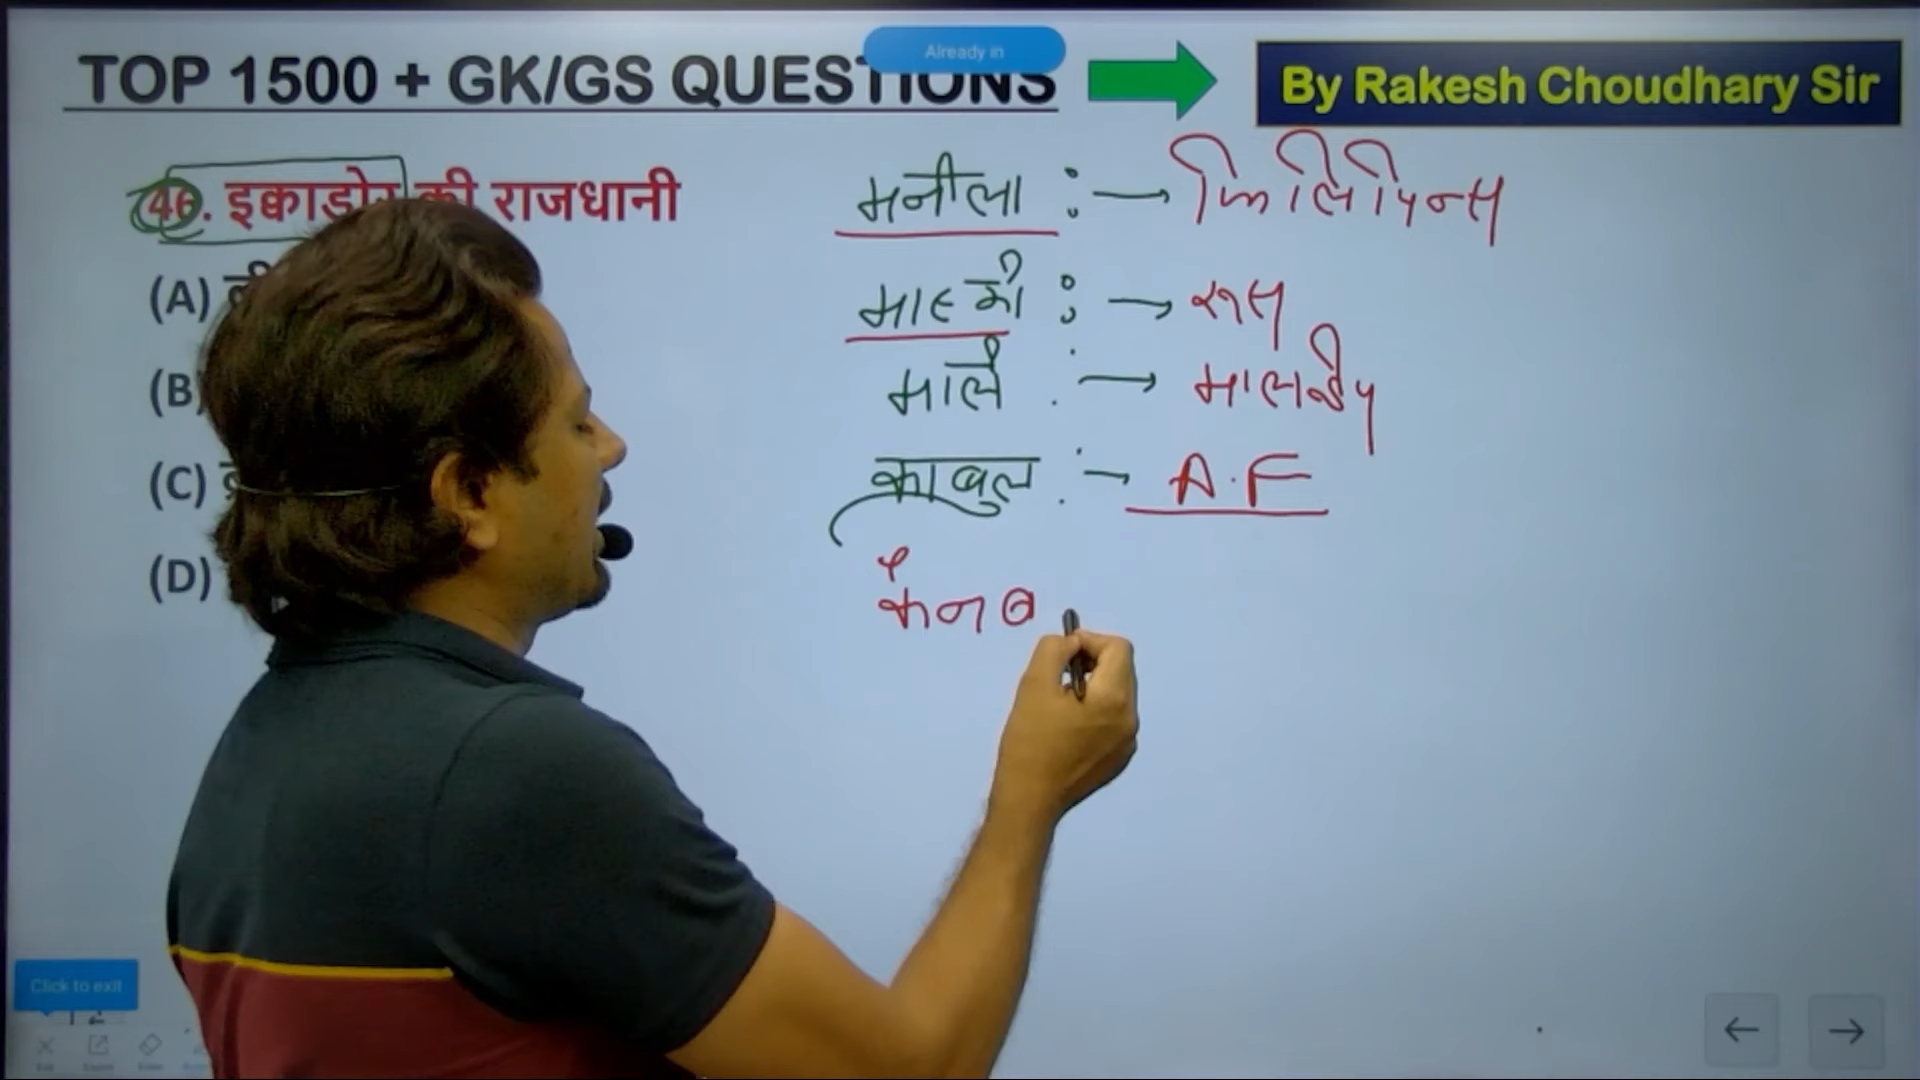 Already in
TOP 1500 + GK/GS QUESTIONS
By Rakesh Choudhary Sir
46. इक्वाडोर की राजधानी
(A)
(B)
(C)
(D)
मनीला : → फिलिपिन्स
मास्को : → रूस
माले : → मालदीप
काबुल : → A.F
कैनब
Click to exit